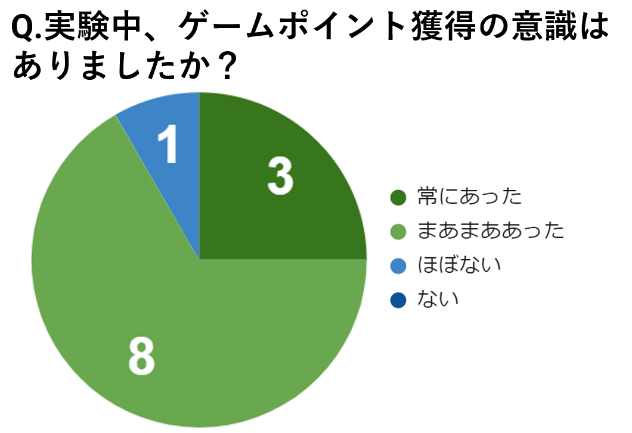 Q.実験中、ゲームポイント獲得の意識は
ありましたか？
1
3
8
常にあった
まあまああった
ほぼない
ない